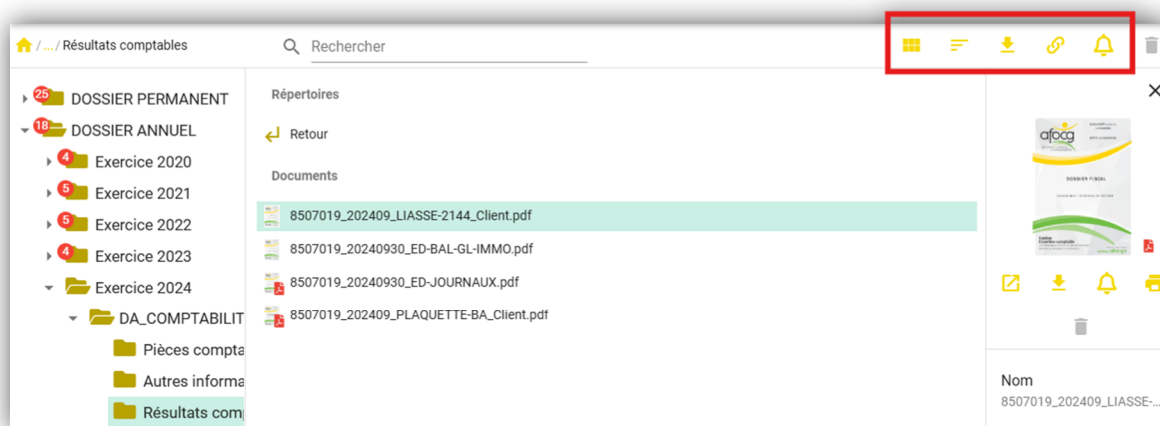 / ... / Résultats comptables
Rechercher
25 DOSSIER PERMANENT
18 DOSSIER ANNUEL
4 Exercice 2020
5 Exercice 2021
5 Exercice 2022
4 Exercice 2023
Exercice 2024
DA_COMPTABILIT
Pièces compta
Autres informa
Résultats com
Répertoires
Retour
Documents
8507019_202409_LIASSE-2144_Client.pdf
8507019_20240930_ED-BAL-GL-IMMO.pdf
8507019_20240930_ED-JOURNAUX.pdf
8507019_202409_PLAQUETTE-BA_Client.pdf
afocg
DOSSIER FISCAL
Nom
8507019_202409_LIASSE-...